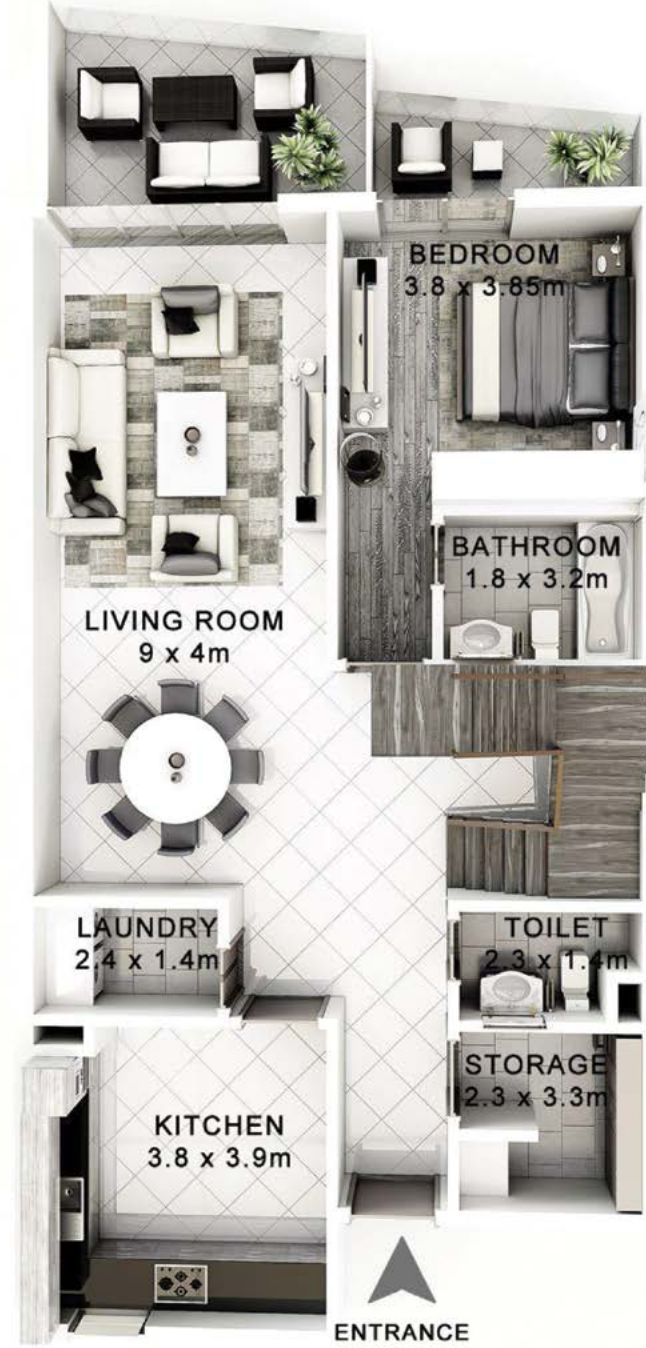 BEDROOM
3.8 x 3.85m
BATHROOM
1.8 x 3.2m
LIVING ROOM
9 x 4m
LAUNDRY
2.4 x 1.4m
TOILET
2.3 x 1.4m
STORAGE
2.3 x 3.3m
KITCHEN
3.8 x 3.9m
ENTRANCE